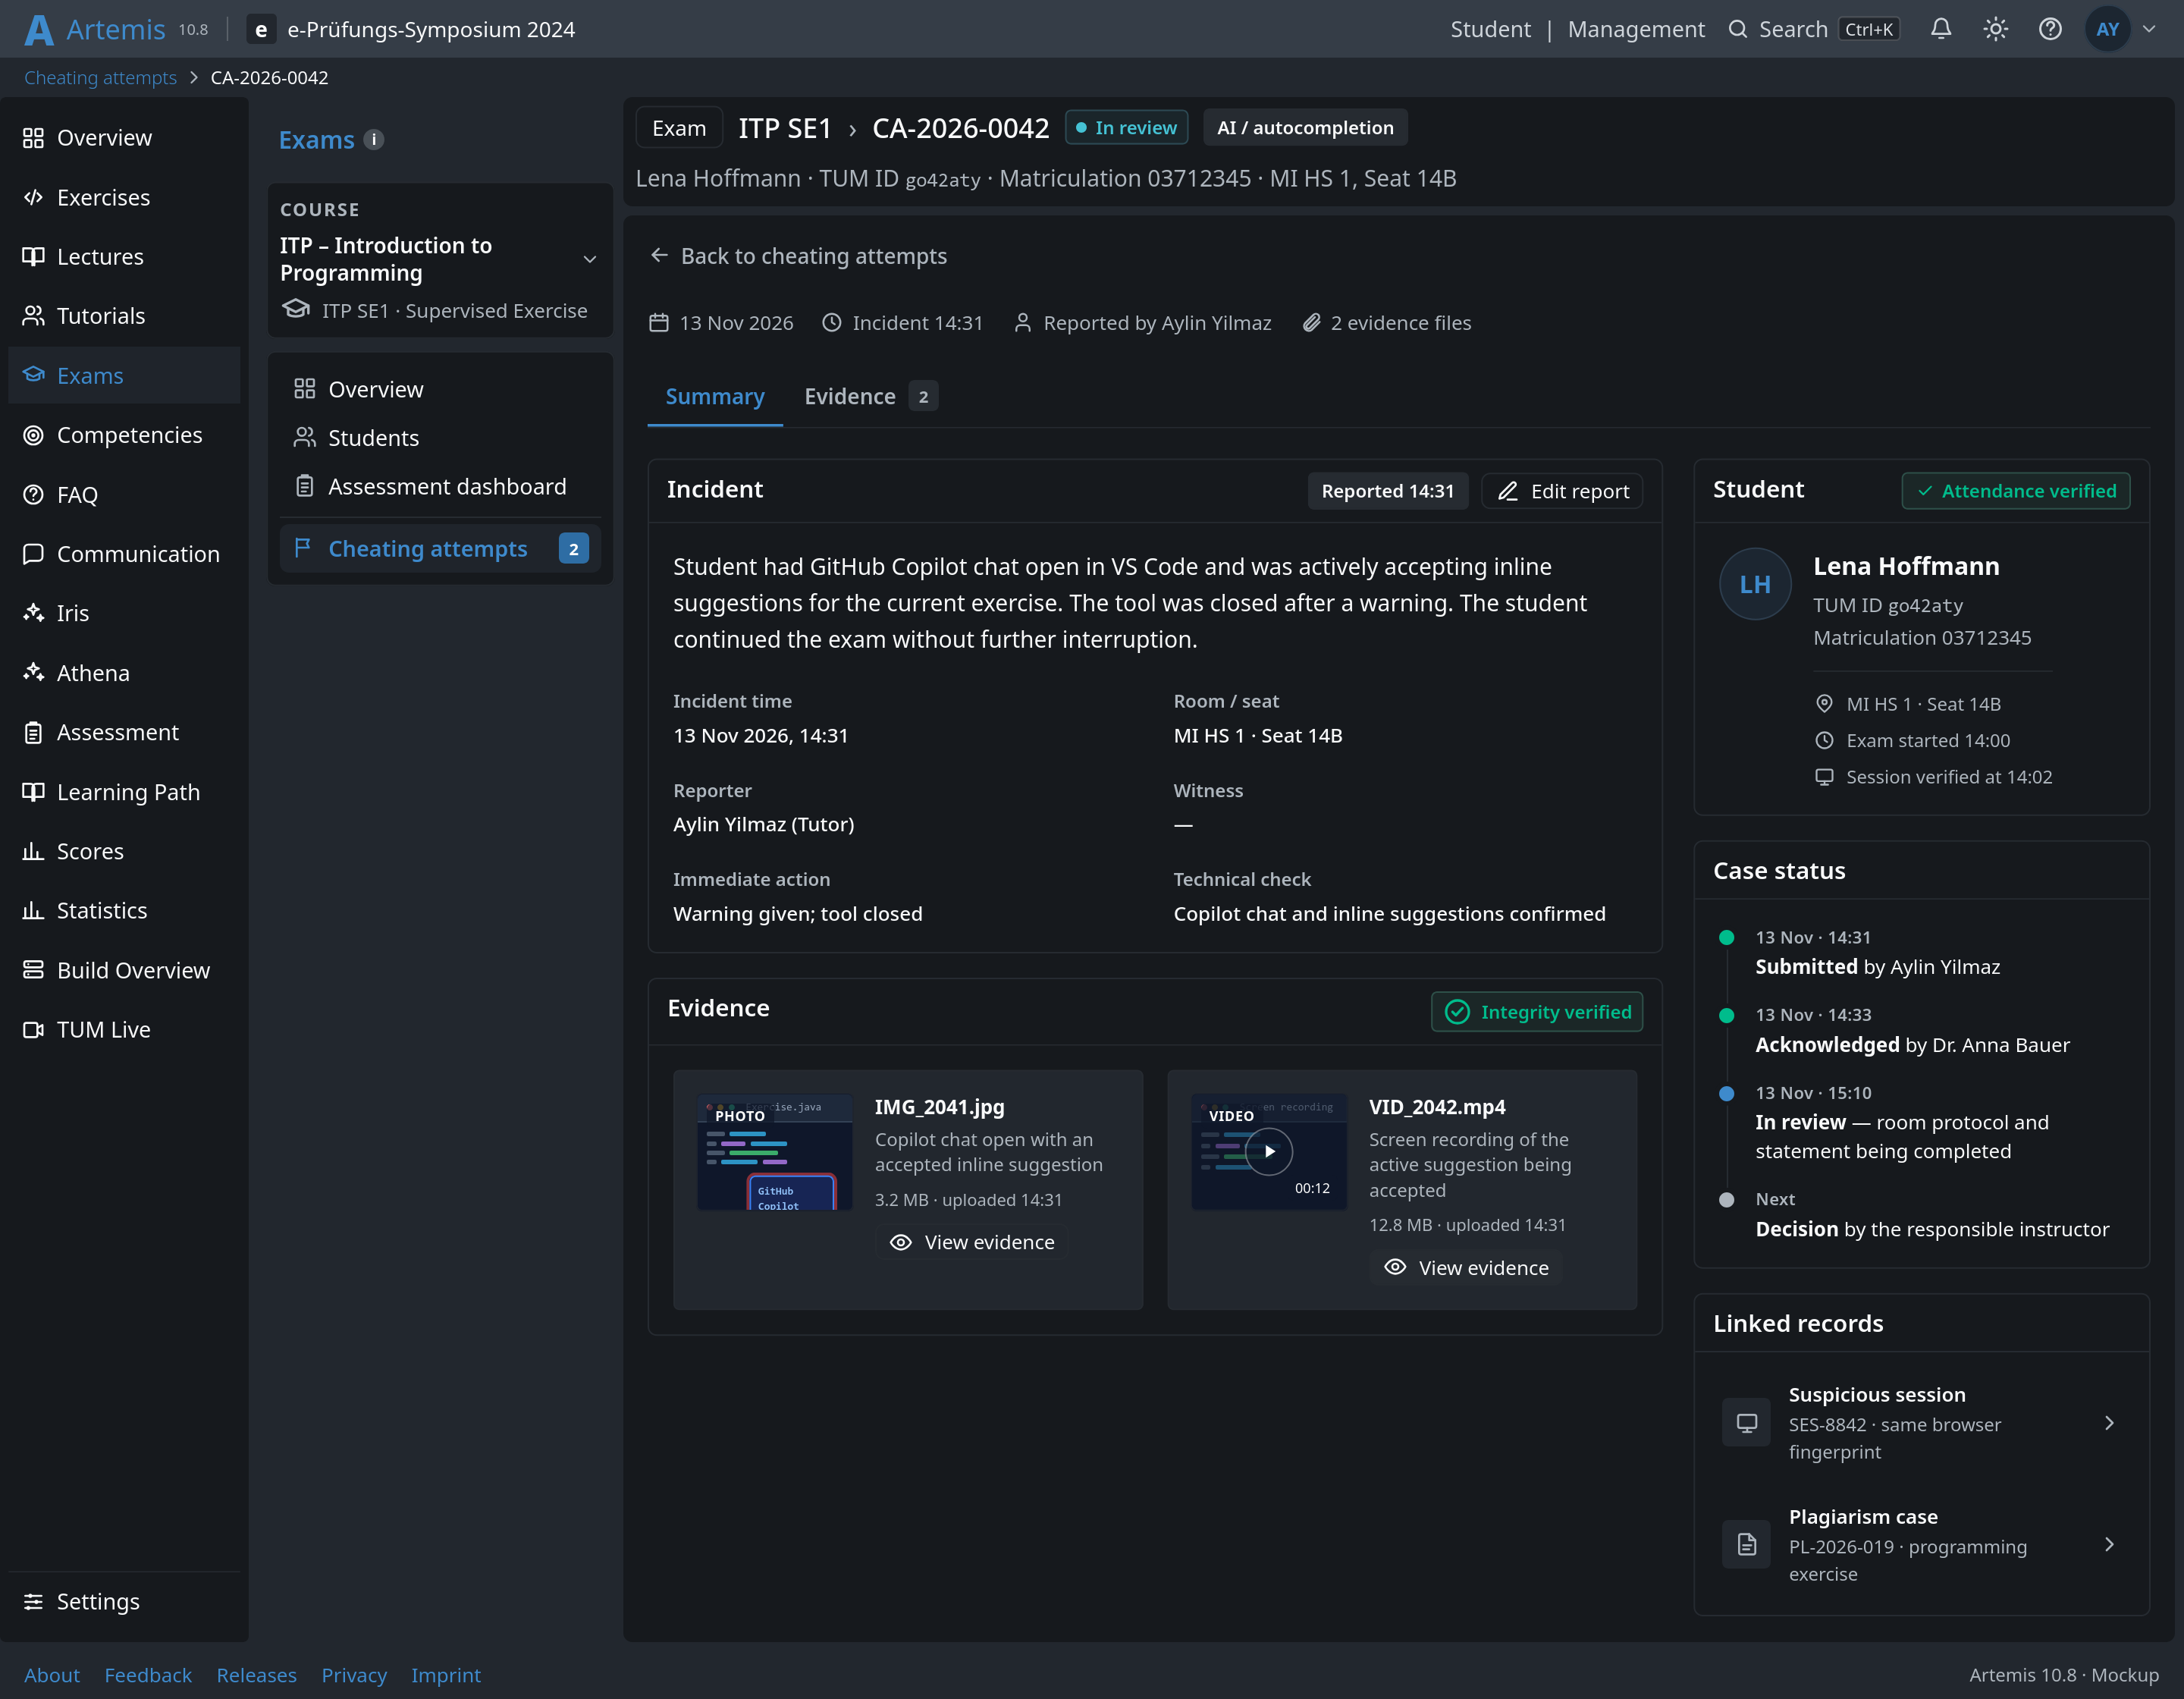 Artemis 10.8
e e-Prüfungs-Symposium 2024
Student | Management
Search Ctrl+K
AY
Cheating attempts > CA-2026-0042
Overview
Exercises
Lectures
Tutorials
Exams
Competencies
FAQ
Communication
Iris
Athena
Assessment
Learning Path
Scores
Statistics
Build Overview
TUM Live
Settings
Exams
COURSE
ITP – Introduction to
Programming
ITP SE1 · Supervised Exercise
Overview
Students
Assessment dashboard
Cheating attempts 2
Exam ITP SE1 › CA-2026-0042 In review AI / autocompletion
Lena Hoffmann · TUM ID go42aty · Matriculation 03712345 · MI HS 1, Seat 14B
Back to cheating attempts
13 Nov 2026 Incident 14:31 Reported by Aylin Yilmaz 2 evidence files
Summary Evidence 2
Incident Reported 14:31 Edit report
Student had GitHub Copilot chat open in VS Code and was actively accepting inline
suggestions for the current exercise. The tool was closed after a warning. The student
continued the exam without further interruption.
Incident time
13 Nov 2026, 14:31
Room / seat
MI HS 1 · Seat 14B
Reporter
Aylin Yilmaz (Tutor)
Witness
—
Immediate action
Warning given; tool closed
Technical check
Copilot chat and inline suggestions confirmed
Evidence Integrity verified
PHOTO
GitHub
Copilot
IMG_2041.jpg
Copilot chat open with an
accepted inline suggestion
3.2 MB · uploaded 14:31
View evidence
VIDEO
recording
00:12
VID_2042.mp4
Screen recording of the
active suggestion being
accepted
12.8 MB · uploaded 14:31
View evidence
Student Attendance verified
LH
Lena Hoffmann
TUM ID go42aty
Matriculation 03712345
MI HS 1 · Seat 14B
Exam started 14:00
Session verified at 14:02
Case status
13 Nov · 14:31
Submitted by Aylin Yilmaz
13 Nov · 14:33
Acknowledged by Dr. Anna Bauer
13 Nov · 15:10
In review — room protocol and
statement being completed
Next
Decision by the responsible instructor
Linked records
Suspicious session
SES-8842 · same browser
fingerprint
Plagiarism case
PL-2026-019 · programming
exercise
About Feedback Releases Privacy Imprint
Artemis 10.8 · Mockup